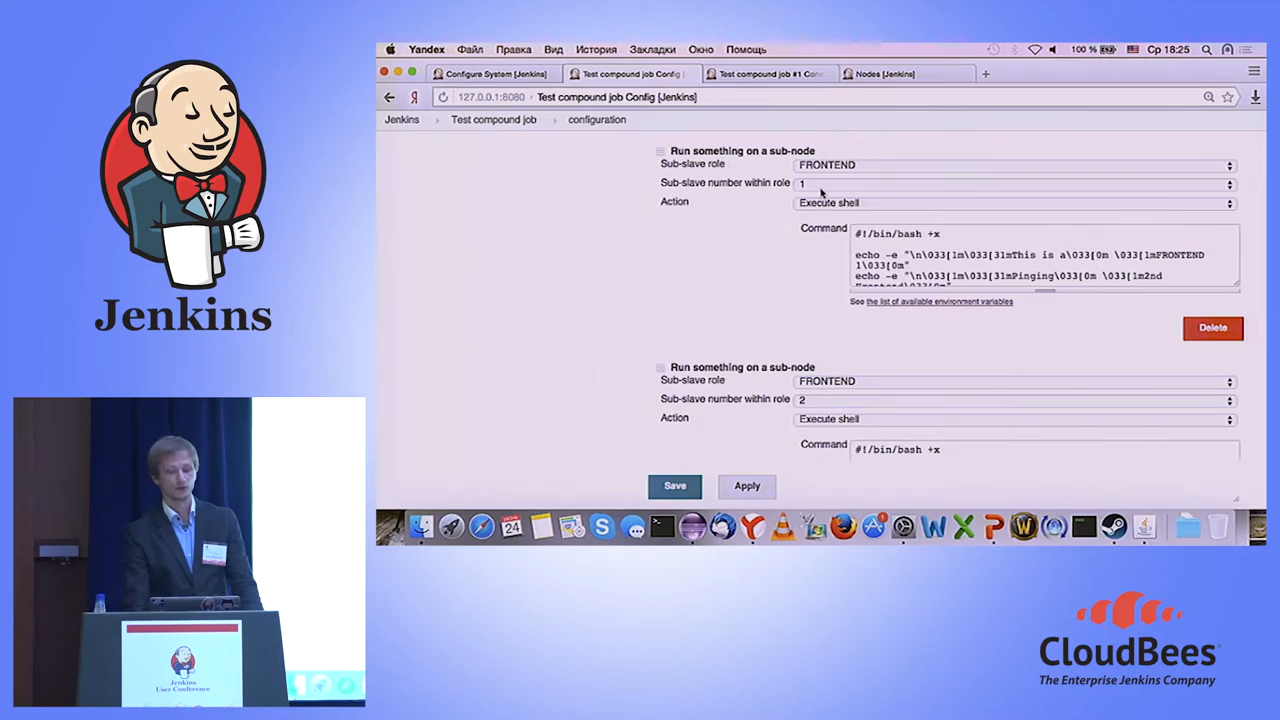 Jenkins
Yandex Файл Правка Вид История Закладки Окно Помощь
100 % Ср 18:25
Configure System [Jenkins]
Test compound job Config [
Test compound job #1 Con
Nodes [Jenkins]
127.0.0.1:8080 › Test compound job Config [Jenkins]
Jenkins › Test compound job › configuration
Run something on a sub-node
Sub-slave role FRONTEND
Sub-slave number within role 1
Action Execute shell
Command #!/bin/bash +x
echo -e "\n\033[1m\033[31mThis is a\033[0m \033[1mFRONTEND
1\033[0m"
echo -e "\n\033[1m\033[31mPinging\033[0m \033[1m2nd
See the list of available environment variables
Delete
Run something on a sub-node
Sub-slave role FRONTEND
Sub-slave number within role 2
Action Execute shell
Command #!/bin/bash +x
Save Apply
24
Jenkins
User Conference
CloudBees
The Enterprise Jenkins Company